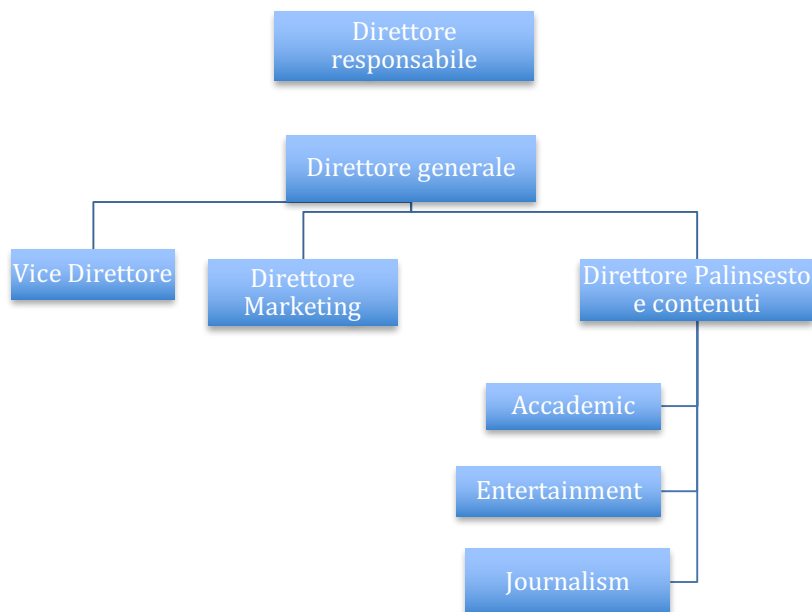 Direttore
responsabile
Direttore generale
Vice Direttore
Direttore
Marketing
Direttore Palinsesto
e contenuti
Accademic
Entertainment
Journalism